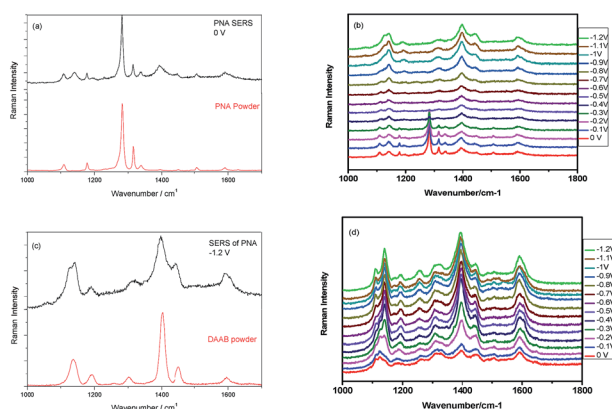 (a)
PNA SERS
0 V
PNA Powder
Raman Intensity
1000 1200 1400 1600
Wavenumber / cm⁻¹
(b)
Raman Intensity
1000 1200 1400 1600 1800
Wavenumber/cm-1
-1.2V
-1.1V
-1V
-0.9V
-0.8V
-0.7V
-0.6V
-0.5V
-0.4V
-0.3V
-0.2V
-0.1V
0 V
(c)
SERS of PNA
-1.2 V
DAAB powder
Raman Intensity
1000 1200 1400 1600
Wavenumber / cm⁻¹
(d)
Raman Intensity
1000 1200 1400 1600 1800
Wavenumber/cm-1
-1.2V
-1.1V
-1V
-0.9V
-0.8V
-0.7V
-0.6V
-0.5V
-0.4V
-0.3V
-0.2V
-0.1V
0 V